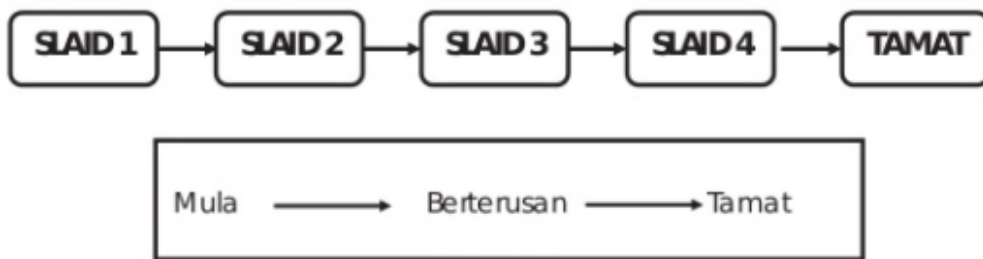 SLAID 1 SLAID 2 SLAID 3 SLAID 4 TAMAT
Mula Berterusan Tamat